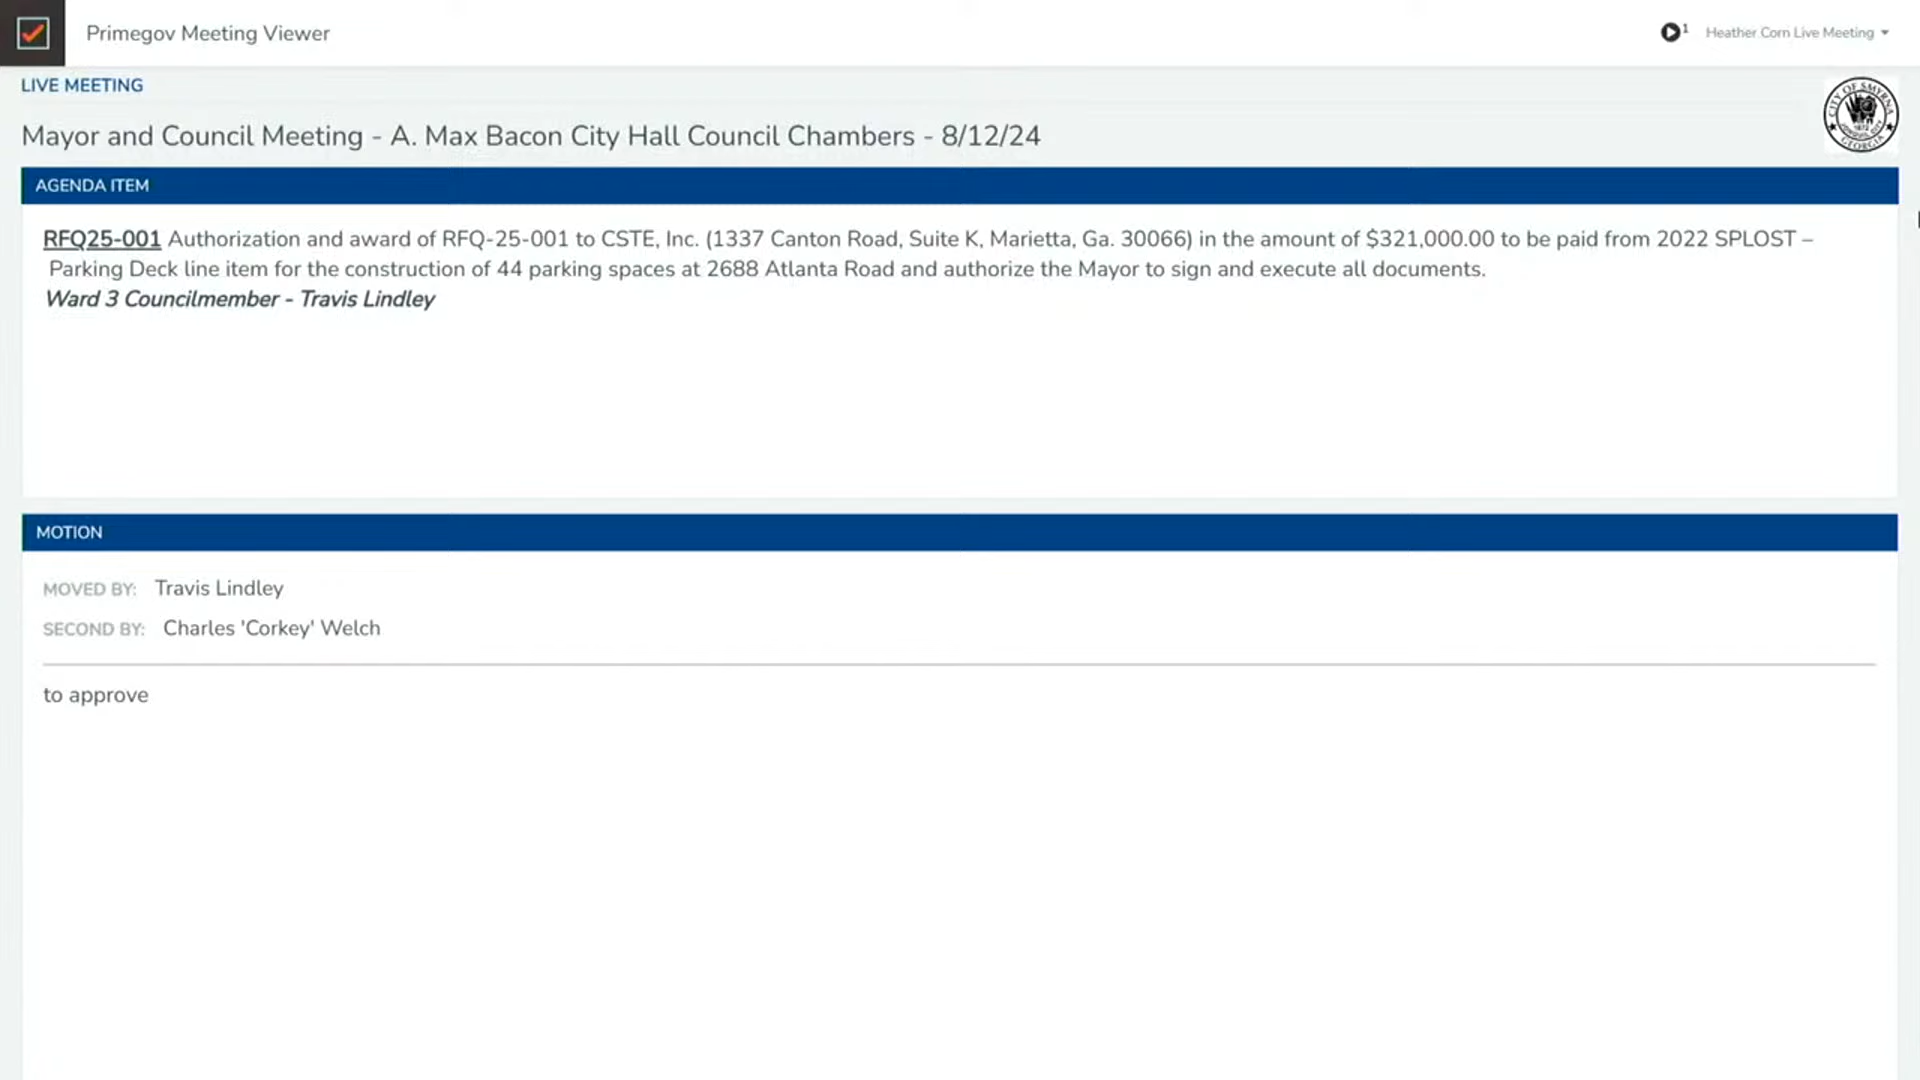 Primegov Meeting Viewer
1 Heather Corn Live Meeting
LIVE MEETING
CITY OF SMYRNA
GEORGIA
Mayor and Council Meeting - A. Max Bacon City Hall Council Chambers - 8/12/24
AGENDA ITEM
RFQ25-001 Authorization and award of RFQ-25-001 to CSTE, Inc. (1337 Canton Road, Suite K, Marietta, Ga. 30066) in the amount of $321,000.00 to be paid from 2022 SPLOST –
Parking Deck line item for the construction of 44 parking spaces at 2688 Atlanta Road and authorize the Mayor to sign and execute all documents.
Ward 3 Councilmember - Travis Lindley
MOTION
MOVED BY: Travis Lindley
SECOND BY: Charles 'Corkey' Welch
to approve